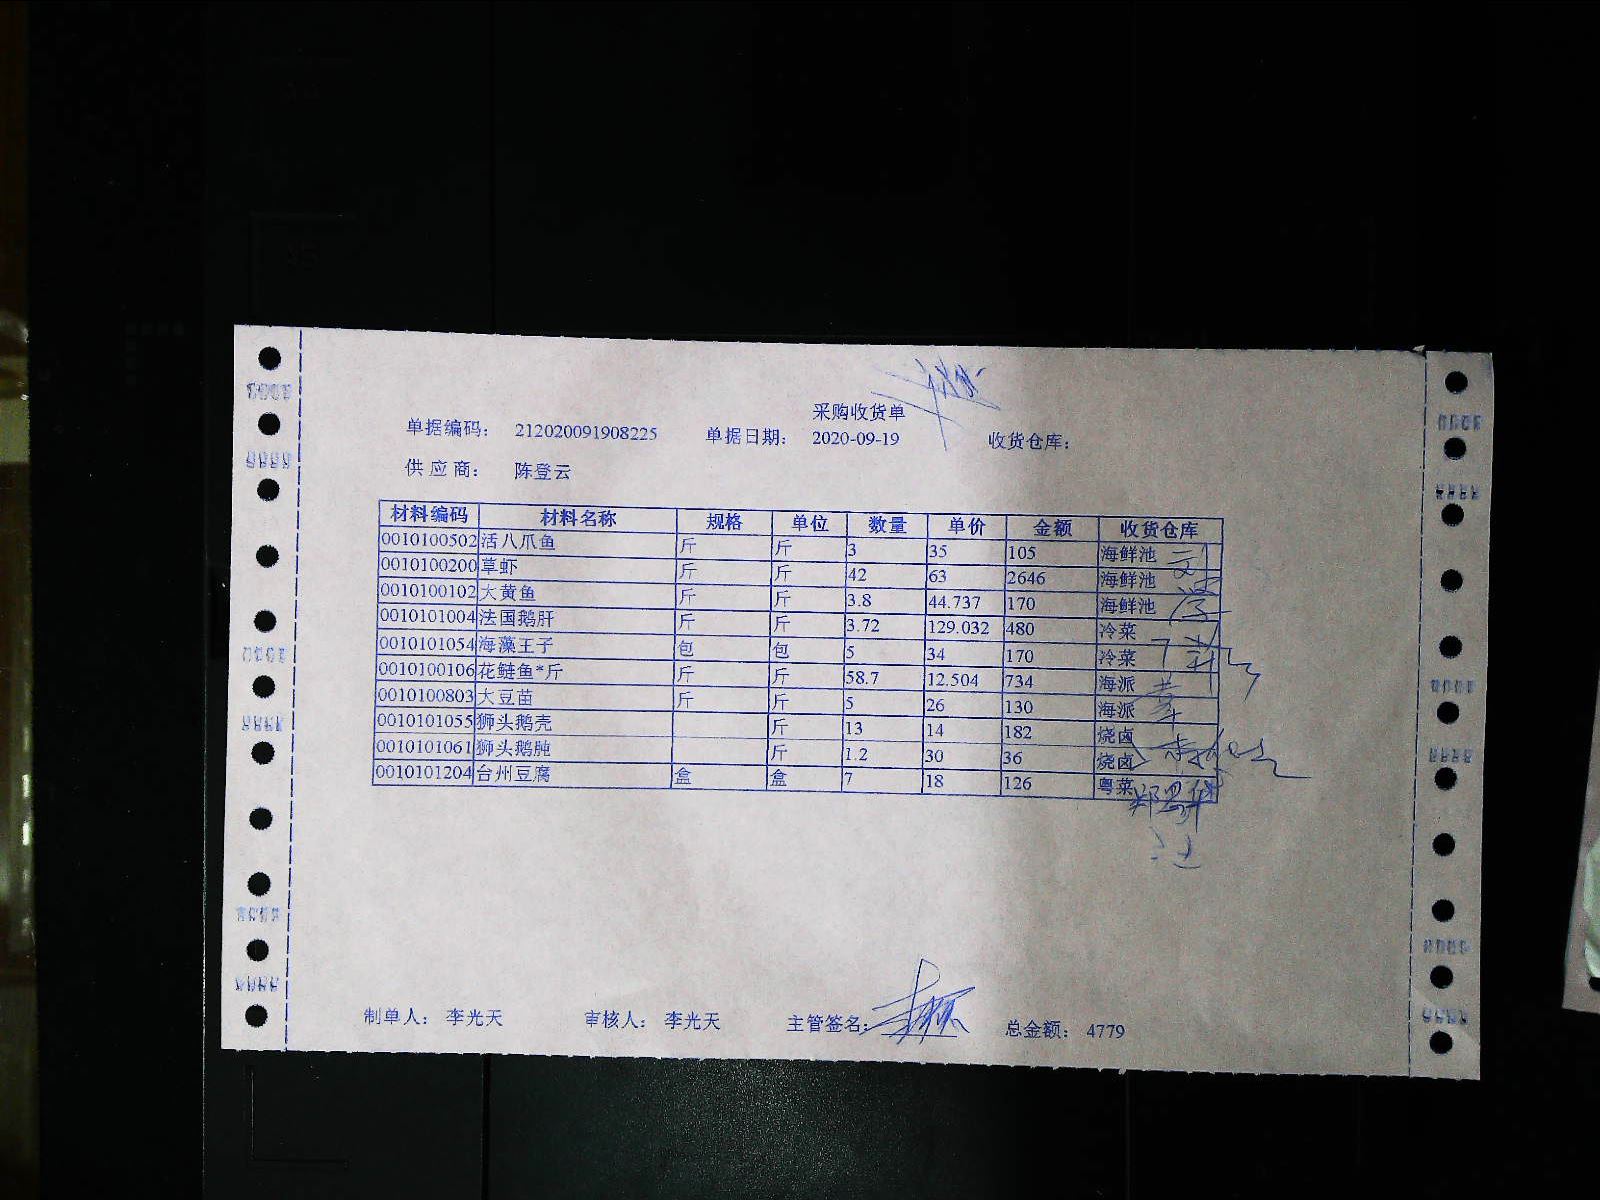 采购收货单
单据编码： 212020091908225 单据日期： 2020-09-19 收货仓库：
供应商： 陈登云
材料编码 材料名称 规格 单位 数量 单价 金额 收货仓库
0010100502 活八爪鱼 斤 斤 3 35 105 海鲜池
0010100200 草虾 斤 斤 42 63 2646 海鲜池
0010100102 大黄鱼 斤 斤 3.8 44.737 170 海鲜池
0010101004 法国鹅肝 斤 斤 3.72 129.032 480 冷菜
0010101054 海藻王子 包 包 5 34 170 冷菜
0010100106 花鲢鱼*斤 斤 斤 58.7 12.504 734 海派
0010100803 大豆苗 斤 斤 5 26 130 海派
0010101055 狮头鹅壳 斤 13 14 182 烧卤
0010101061 狮头鹅肫 斤 1.2 30 36 烧卤
0010101204 台州豆腐 盒 盒 7 18 126 粤菜
制单人： 李光天 审核人： 李光天 主管签名： 总金额： 4779